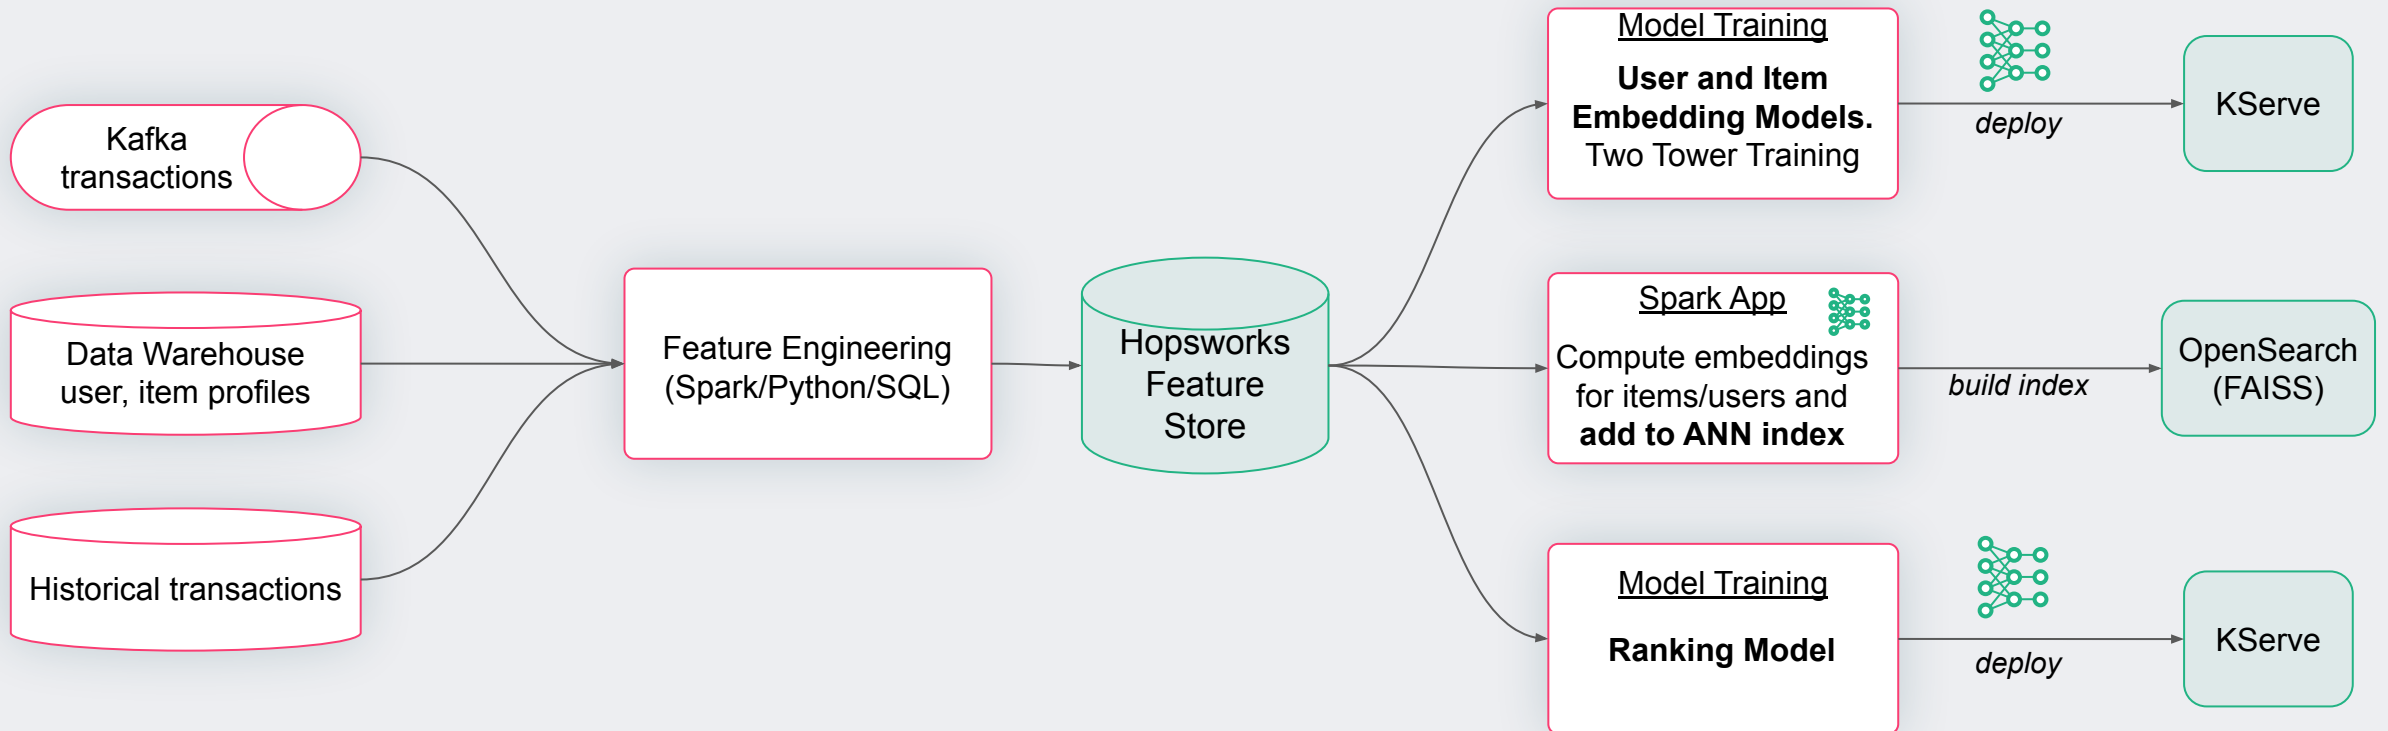 Kafka
transactions
Data Warehouse
user, item profiles
Historical transactions
Feature Engineering
(Spark/Python/SQL)
Hopsworks
Feature
Store
Model Training
User and Item
Embedding Models.
Two Tower Training
deploy
KServe
Spark App
Compute embeddings
for items/users and
add to ANN index
build index
OpenSearch
(FAISS)
Model Training
Ranking Model
deploy
KServe